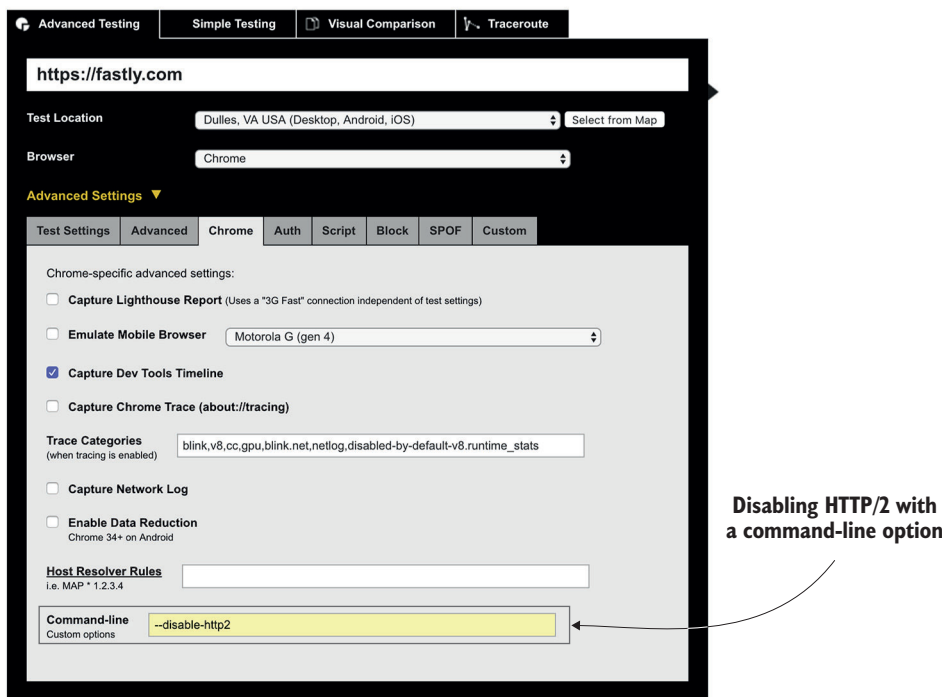 Advanced Testing Simple Testing Visual Comparison Traceroute
https://fastly.com
Test Location Dulles, VA USA (Desktop, Android, iOS) Select from Map
Browser Chrome
Advanced Settings ▼
Test Settings Advanced Chrome Auth Script Block SPOF Custom
Chrome-specific advanced settings:
Capture Lighthouse Report (Uses a "3G Fast" connection independent of test settings)
Emulate Mobile Browser Motorola G (gen 4)
Capture Dev Tools Timeline
Capture Chrome Trace (about://tracing)
Trace Categories
(when tracing is enabled)
blink,v8,cc,gpu,blink.net,netlog,disabled-by-default-v8.runtime_stats
Capture Network Log
Enable Data Reduction
Chrome 34+ on Android
Host Resolver Rules
i.e. MAP * 1.2.3.4
Command-line
Custom options
--disable-http2
Disabling HTTP/2 with
a command-line option